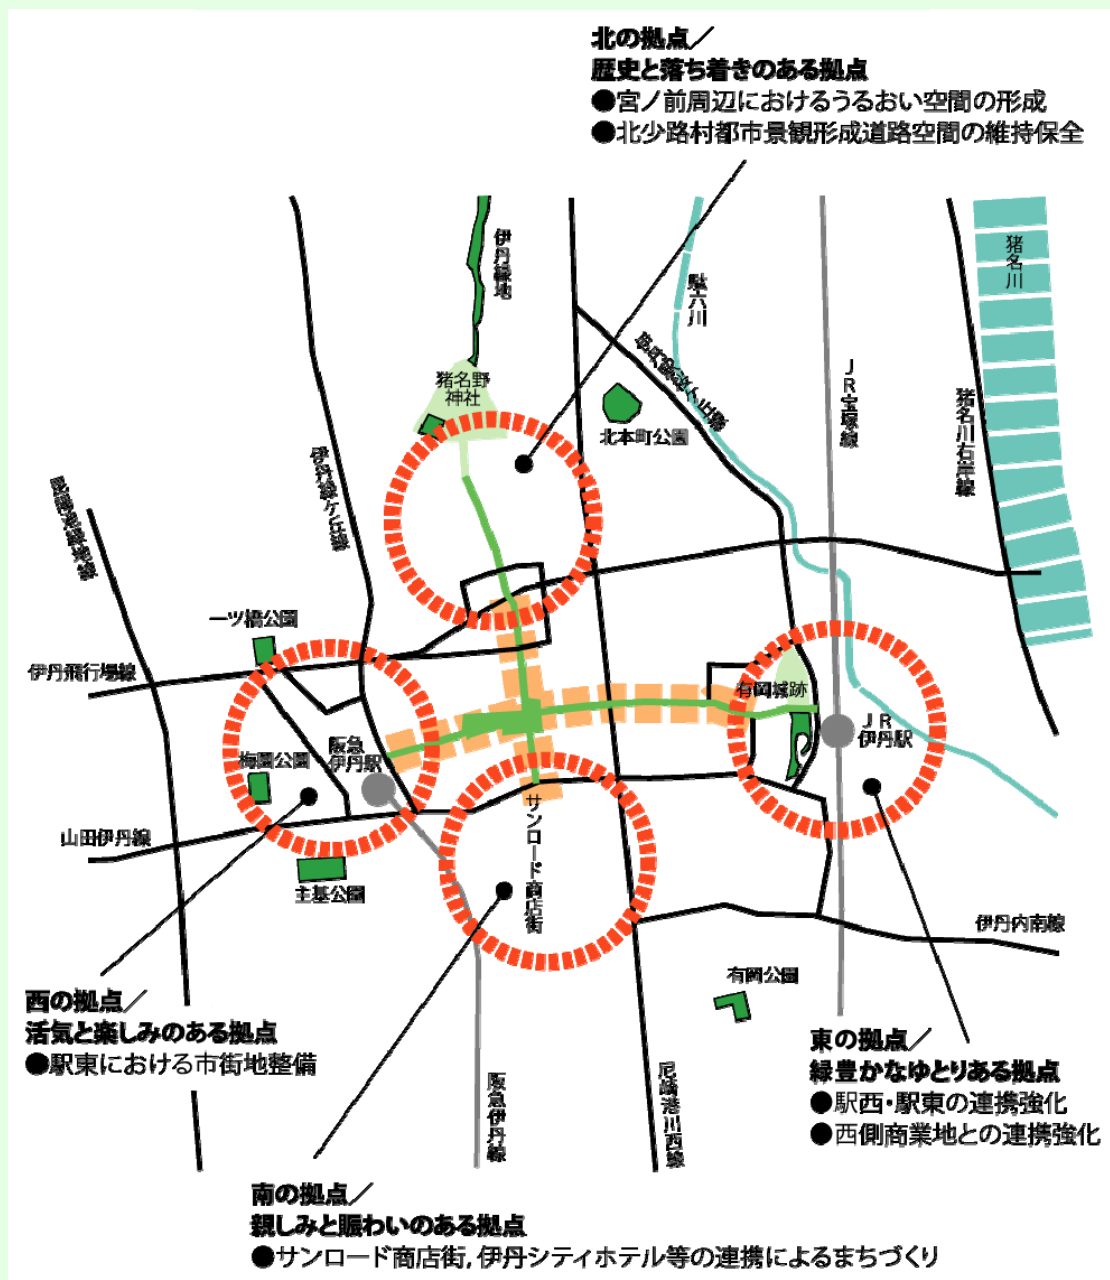 北の拠点／
歴史と落ち着きのある拠点
●宮ノ前周辺におけるうるおい空間の形成
●北少路村都市景観形成道路空間の維持保全
伊丹緑地
駄六川
猪名川
猪名野
神社
北本町公園
JR宝塚線
猪名川右岸線
伊丹緑ケ丘線
昆陽池緑地線
一ツ橋公園
伊丹飛行場線
有岡城跡
JR
伊丹駅
阪急
伊丹駅
梅園公園
山田伊丹線
主基公園
サンロード商店街
伊丹内南線
有岡公園
西の拠点／
活気と楽しみのある拠点
●駅東における市街地整備
東の拠点／
緑豊かなゆとりある拠点
●駅西・駅東の連携強化
●西側商業地との連携強化
阪急伊丹線
尼崎港川西線
南の拠点／
親しみと賑わいのある拠点
●サンロード商店街，伊丹シティホテル等の連携によるまちづくり